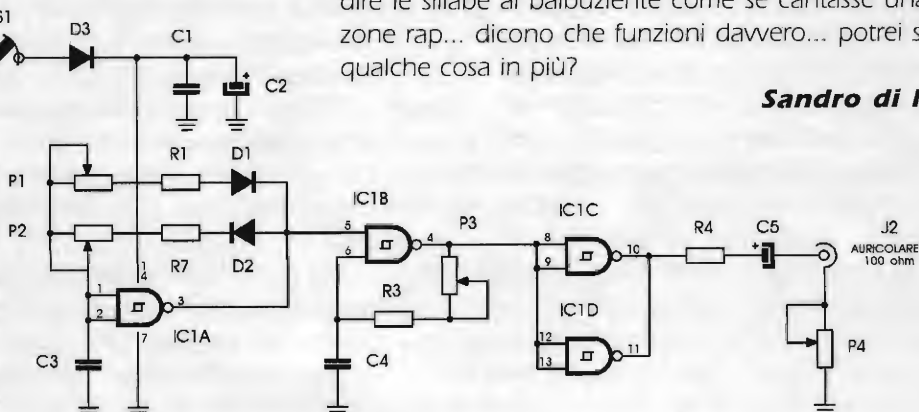 dire le sillabe al balbuziente come se cantasse una
zone rap... dicono che funzioni davvero... potrei
qualche cosa in più?
Sandro di
S1
D3
C1
+
C2
P1
R1
D1
P2
R7
D2
1
4
1
2
3
7
IC1A
C3
IC1B
5
6
4
P3
R3
C4
IC1C
8
9
10
IC1D
12
13
11
R4
+
C5
J2
AURICOLARE
100 ohm
P4